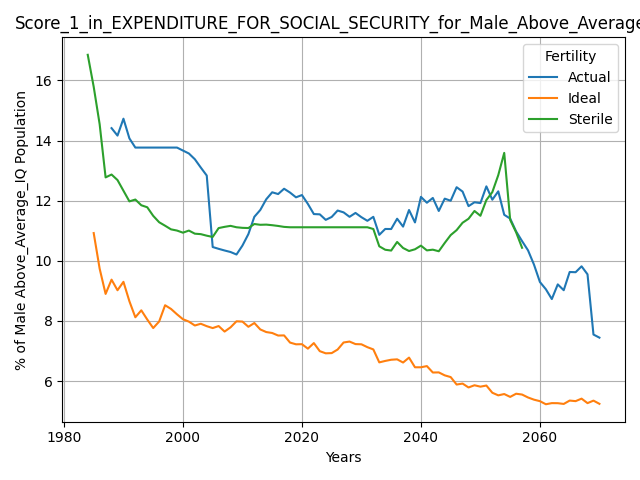 Score_1_in_EXPENDITURE_FOR_SOCIAL_SECURITY_for_Male_Above_Average
% of Male Above_Average_IQ Population
16
14
12
10
8
6
Fertility
Actual
Ideal
Sterile
1980
2000
2020
2040
2060
Years